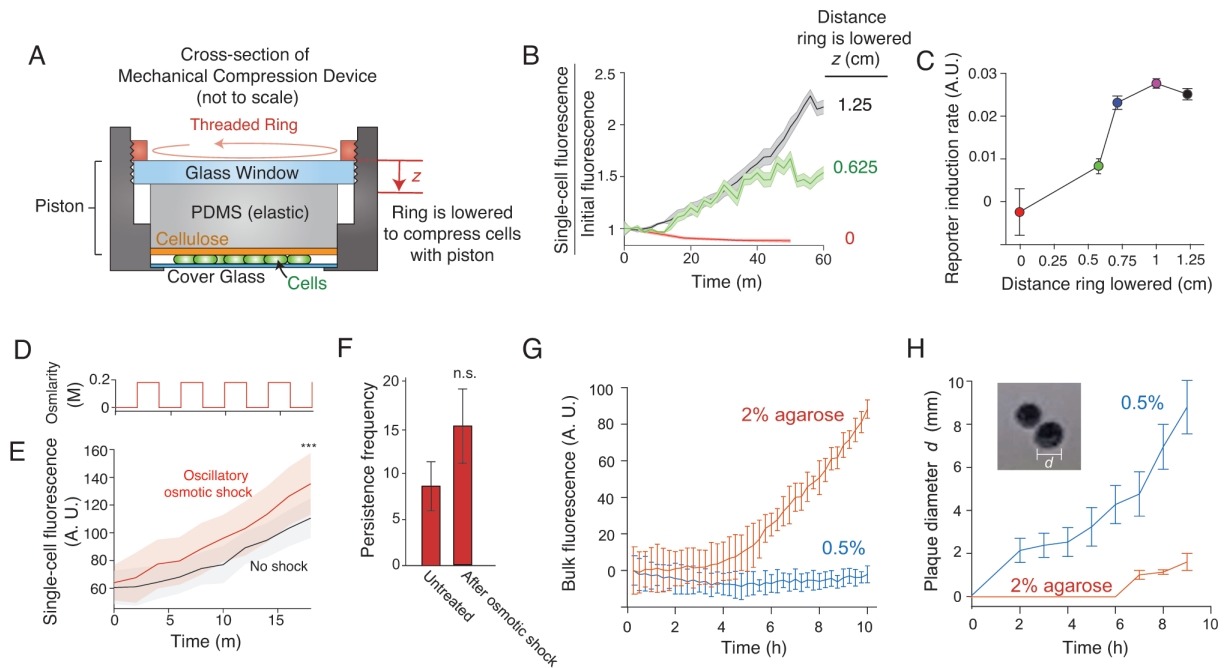 A
Cross-section of
Mechanical Compression Device
(not to scale)
Threaded Ring
Glass Window
z
Piston
PDMS (elastic)
Ring is lowered
to compress cells
with piston
Cellulose
Cover Glass
Cells
B
Distance
ring is lowered
z (cm)
Single-cell fluorescence
Initial fluorescence
2.5
2
1.5
1
1.25
0.625
0
0 20 40 60
Time (m)
C
Reporter induction rate (A.U.)
0.03
0.02
0.01
0
0 0.25 0.50 0.75 1 1.25
Distance ring lowered (cm)
D
Osmlarity
(M)
0.2
0
0 5 10 15
E
Single-cell fluorescence
(A. U.)
160
140
120
100
80
60
Oscillatory
osmotic shock
No shock
***
0 5 10 15
Time (m)
F
Persistence frequency
20
15
10
5
0
n.s.
Untreated
After osmotic shock
G
Bulk fluorescence (A. U.)
100
80
60
40
20
0
-20
2% agarose
0.5%
0 2 4 6 8 10
Time (h)
H
Plaque diameter d (mm)
10
8
6
4
2
0
d
0.5%
2% agarose
0 2 4 6 8 10
Time (h)